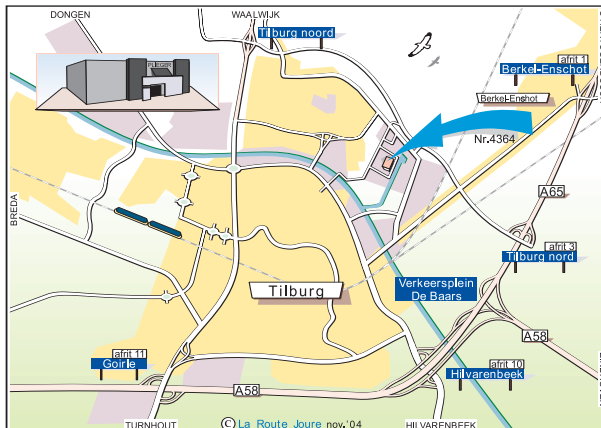 DONGEN
WAALWIJK
Tilburg noord
afrit 1
Berkel-Enschot
Berkel-Enshot
Nr.4364
A65
BREDA
afrit 3
Tilburg nord
Tilburg
Verkeersplein
De Baars
A58
afrit 11
Goirle
afrit 10
Hilvarenbeek
A58
TURNHOUT
© La Route Joure nov.'04
HILVARENBEEK